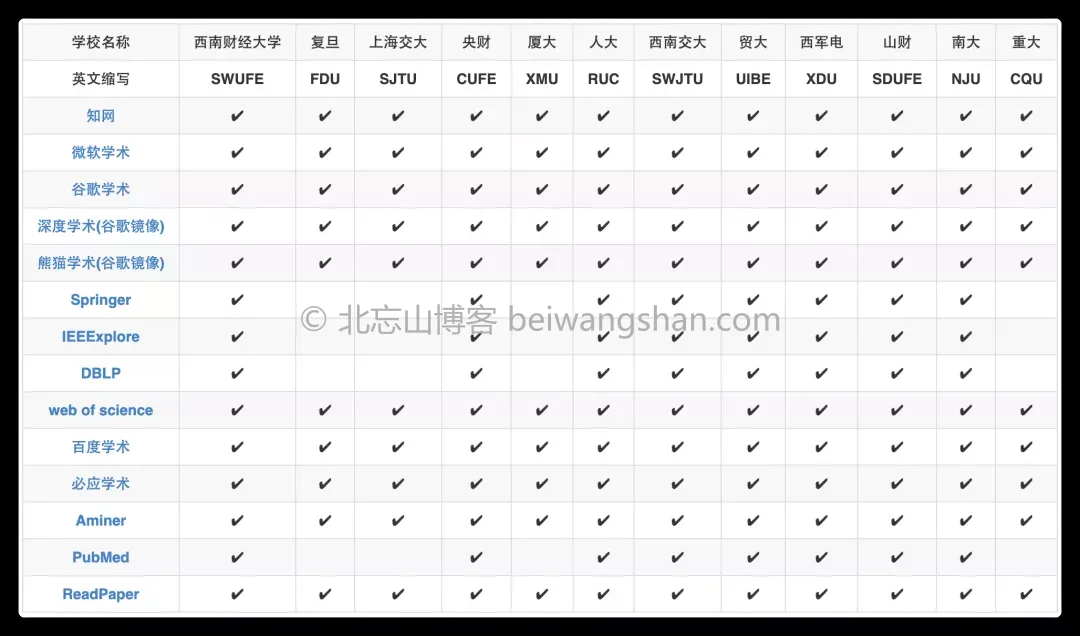 学校名称 西南财经大学 复旦 上海交大 央财 厦大 人大 西南交大 贸大 西军电 山财 南大 重大
英文缩写 SWUFE FDU SJTU CUFE XMU RUC SWJTU UIBE XDU SDUFE NJU CQU
知网 ✔ ✔ ✔ ✔ ✔ ✔ ✔ ✔ ✔ ✔ ✔ ✔
微软学术 ✔ ✔ ✔ ✔ ✔ ✔ ✔ ✔ ✔ ✔ ✔ ✔
谷歌学术 ✔ ✔ ✔ ✔ ✔ ✔ ✔ ✔ ✔ ✔ ✔ ✔
深度学术(谷歌镜像) ✔ ✔ ✔ ✔ ✔ ✔ ✔ ✔ ✔ ✔ ✔ ✔
熊猫学术(谷歌镜像) ✔ ✔ ✔ ✔ ✔ ✔ ✔ ✔ ✔ ✔ ✔ ✔
Springer ✔ ✔ ✔ ✔ ✔ ✔ ✔ ✔
© 北忘山博客 beiwangshan.com
IEEExplore ✔ ✔ ✔ ✔ ✔ ✔ ✔ ✔
DBLP ✔ ✔ ✔ ✔ ✔ ✔ ✔ ✔
web of science ✔ ✔ ✔ ✔ ✔ ✔ ✔ ✔ ✔ ✔ ✔ ✔
百度学术 ✔ ✔ ✔ ✔ ✔ ✔ ✔ ✔ ✔ ✔ ✔ ✔
必应学术 ✔ ✔ ✔ ✔ ✔ ✔ ✔ ✔ ✔ ✔ ✔ ✔
Aminer ✔ ✔ ✔ ✔ ✔ ✔ ✔ ✔ ✔ ✔ ✔ ✔
PubMed ✔ ✔ ✔ ✔ ✔ ✔ ✔ ✔
ReadPaper ✔ ✔ ✔ ✔ ✔ ✔ ✔ ✔ ✔ ✔ ✔ ✔